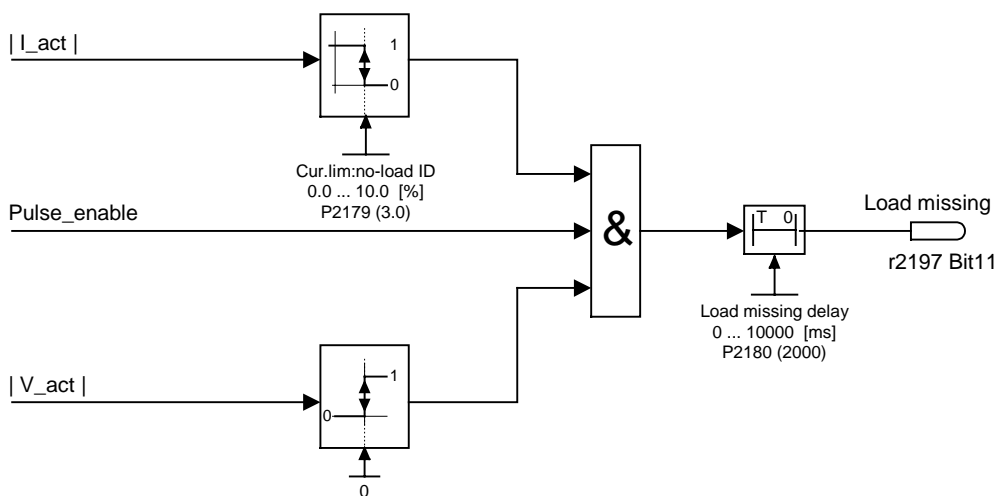 | I_act |
1
0
Cur.lim:no-load ID
0.0 ... 10.0 [%]
P2179 (3.0)
Pulse_enable
&
T 0
Load missing
r2197 Bit11
Load missing delay
0 ... 10000 [ms]
P2180 (2000)
| V_act |
1
0
0